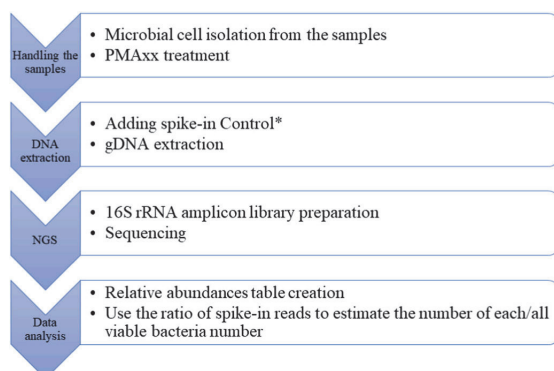 Handling the
samples
• Microbial cell isolation from the samples
• PMAxx treatment
DNA
extraction
• Adding spike-in Control*
• gDNA extraction
NGS
• 16S rRNA amplicon library preparation
• Sequencing
Data
analysis
• Relative abundances table creation
• Use the ratio of spike-in reads to estimate the number of each/all
viable bacteria number